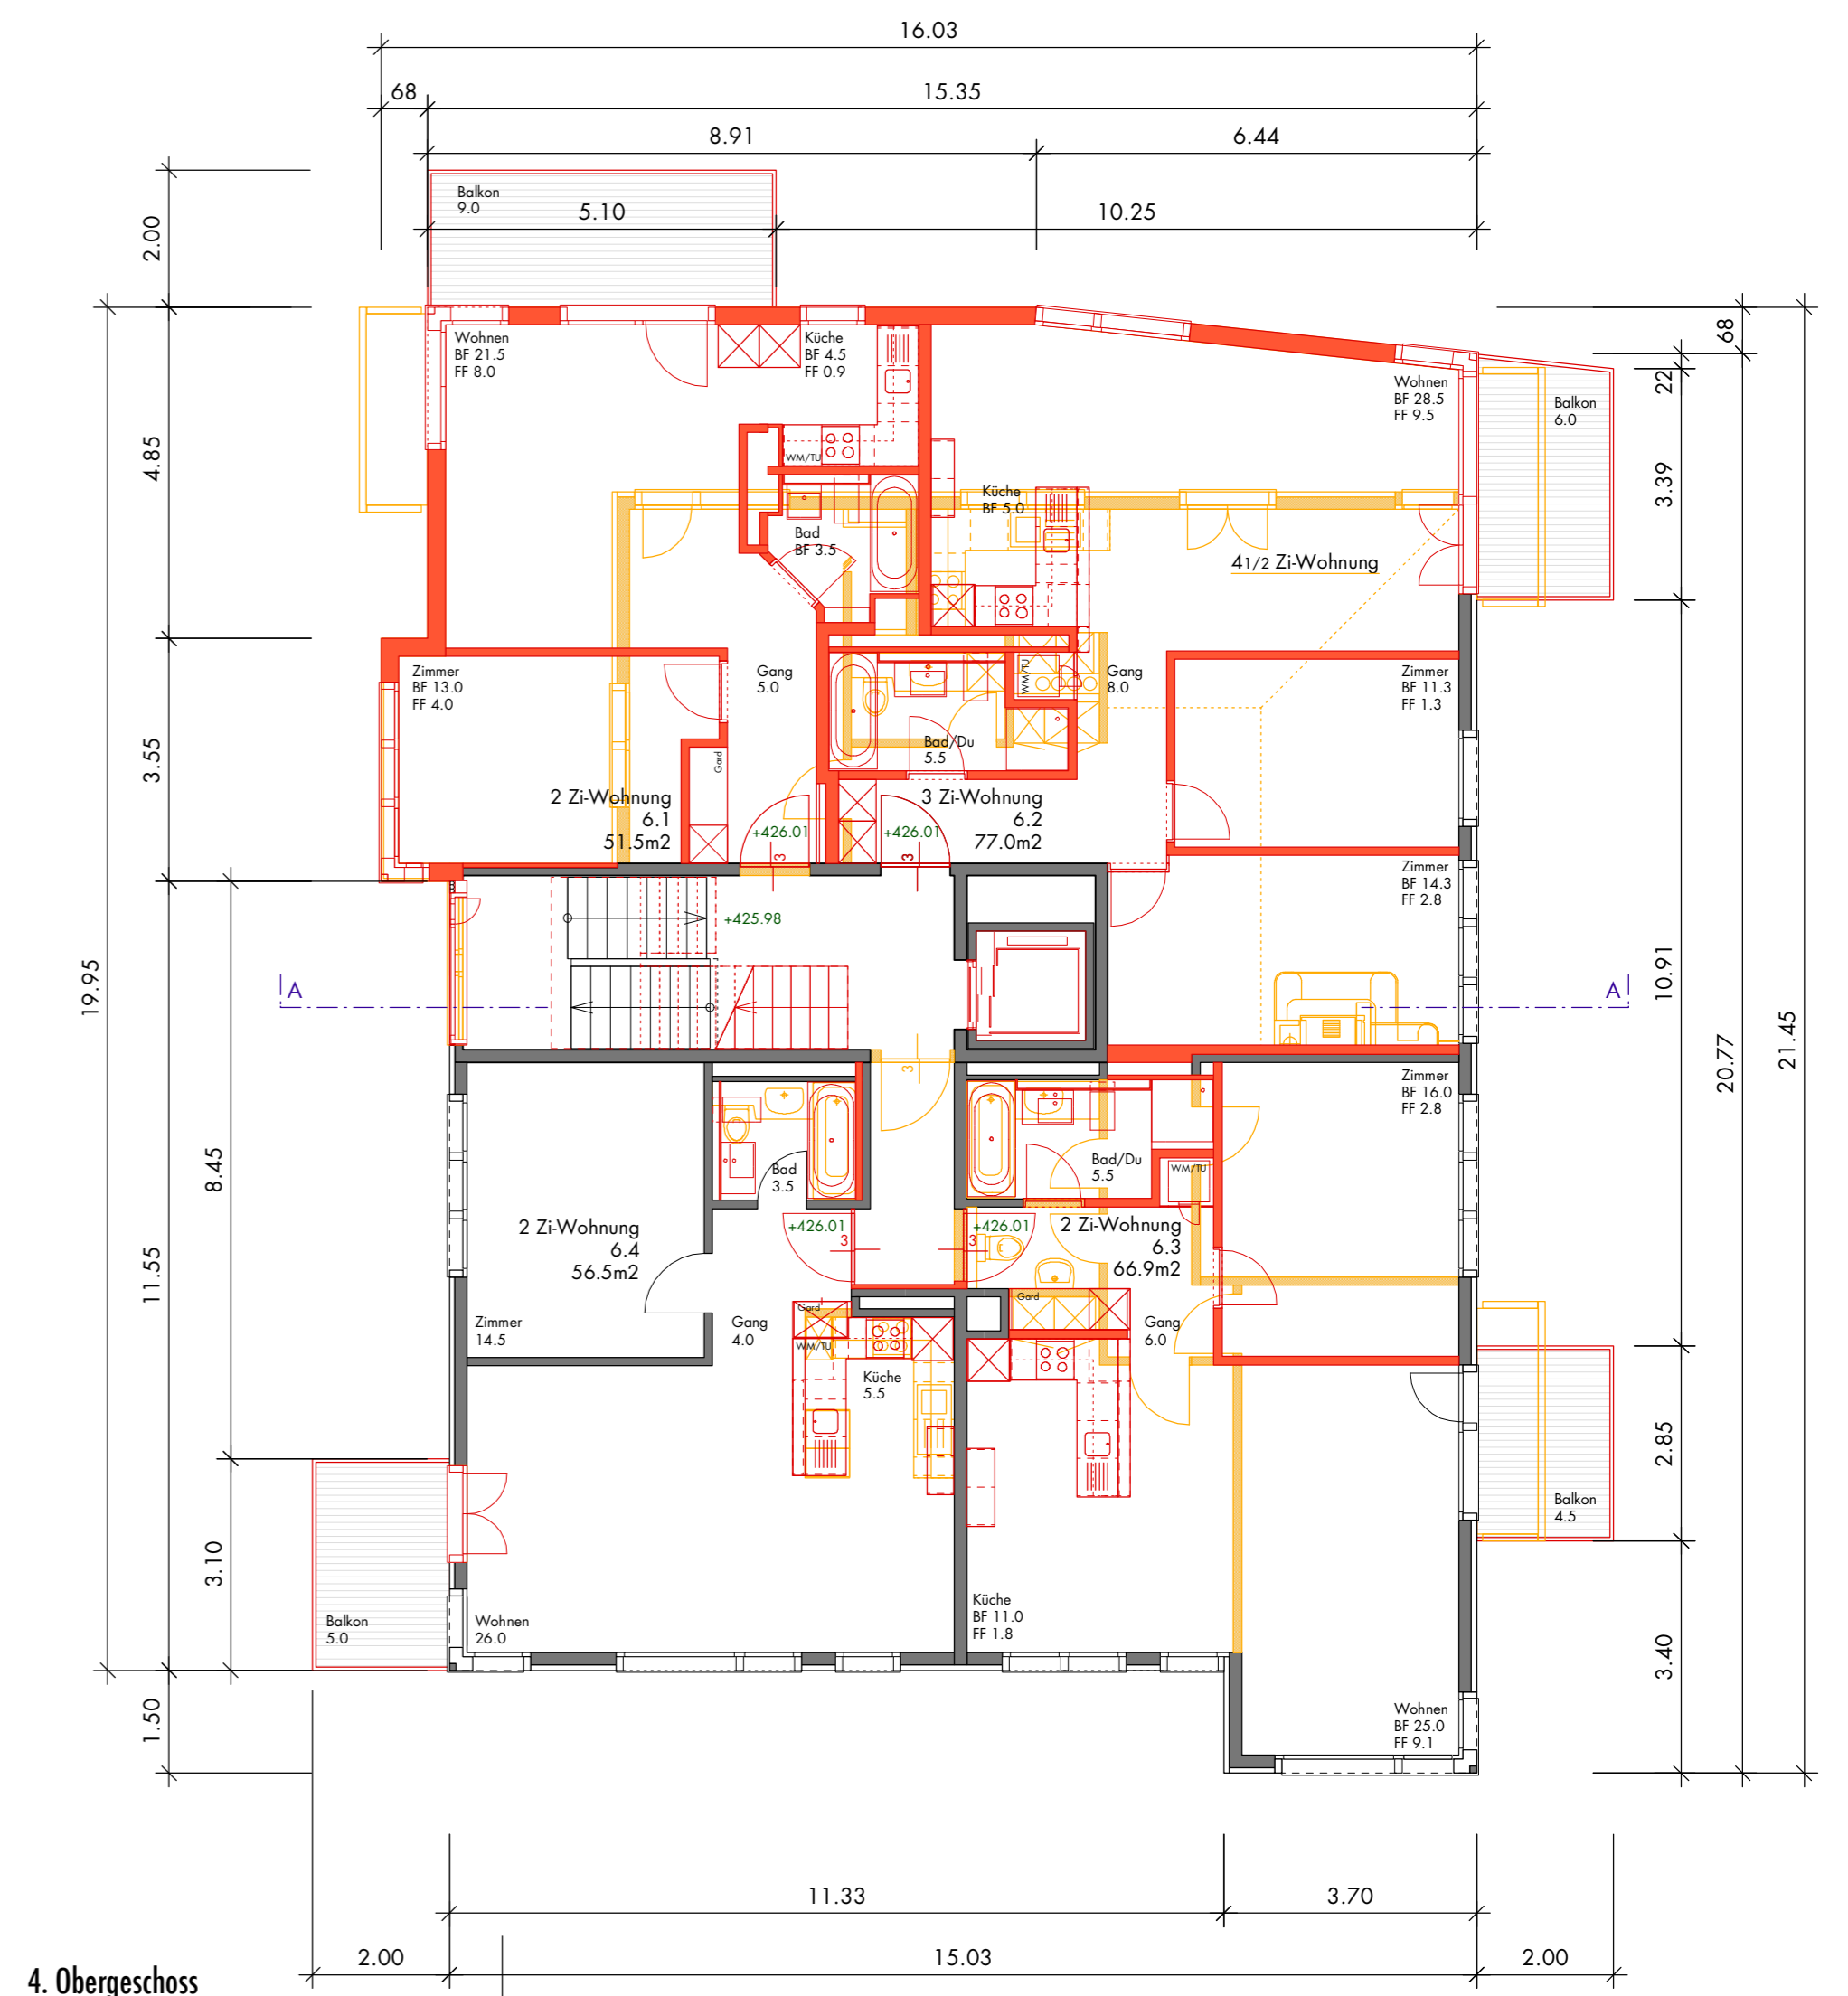 16.03
68
15.35
8.91
6.44
Balkon
9.0
5.10
10.25
2.00
4.85
3.55
19.95
8.45
11.55
3.10
1.50
68
22
3.39
10.91
20.77
21.45
2.85
3.40
Wohnen
BF 21.5
FF 8.0
Küche
BF 4.5
FF 0.9
WM/TU
Bad
BF 3.5
Wohnen
BF 28.5
FF 9.5
Balkon
6.0
Küche
BF 5.0
41/2 Zi-Wohnung
Zimmer
BF 13.0
FF 4.0
Gang
5.0
Gard
WM/TU
Gang
8.0
Bad/Du
5.5
Zimmer
BF 11.3
FF 1.3
2 Zi-Wohnung
6.1
51.5m2
+426.01
3
+426.01
3
3 Zi-Wohnung
6.2
77.0m2
Zimmer
BF 14.3
FF 2.8
+425.98
A
A
3
Zimmer
BF 16.0
FF 2.8
Bad
3.5
Bad/Du
5.5
WM/TU
2 Zi-Wohnung
6.4
56.5m2
+426.01
3
+426.01
3
2 Zi-Wohnung
6.3
66.9m2
Zimmer
14.5
Gang
4.0
Gard
WM/TU
Küche
5.5
Gard
Gang
6.0
Balkon
4.5
Balkon
5.0
Wohnen
26.0
Küche
BF 11.0
FF 1.8
Wohnen
BF 25.0
FF 9.1
11.33
3.70
2.00
15.03
2.00
4. Obergeschoss